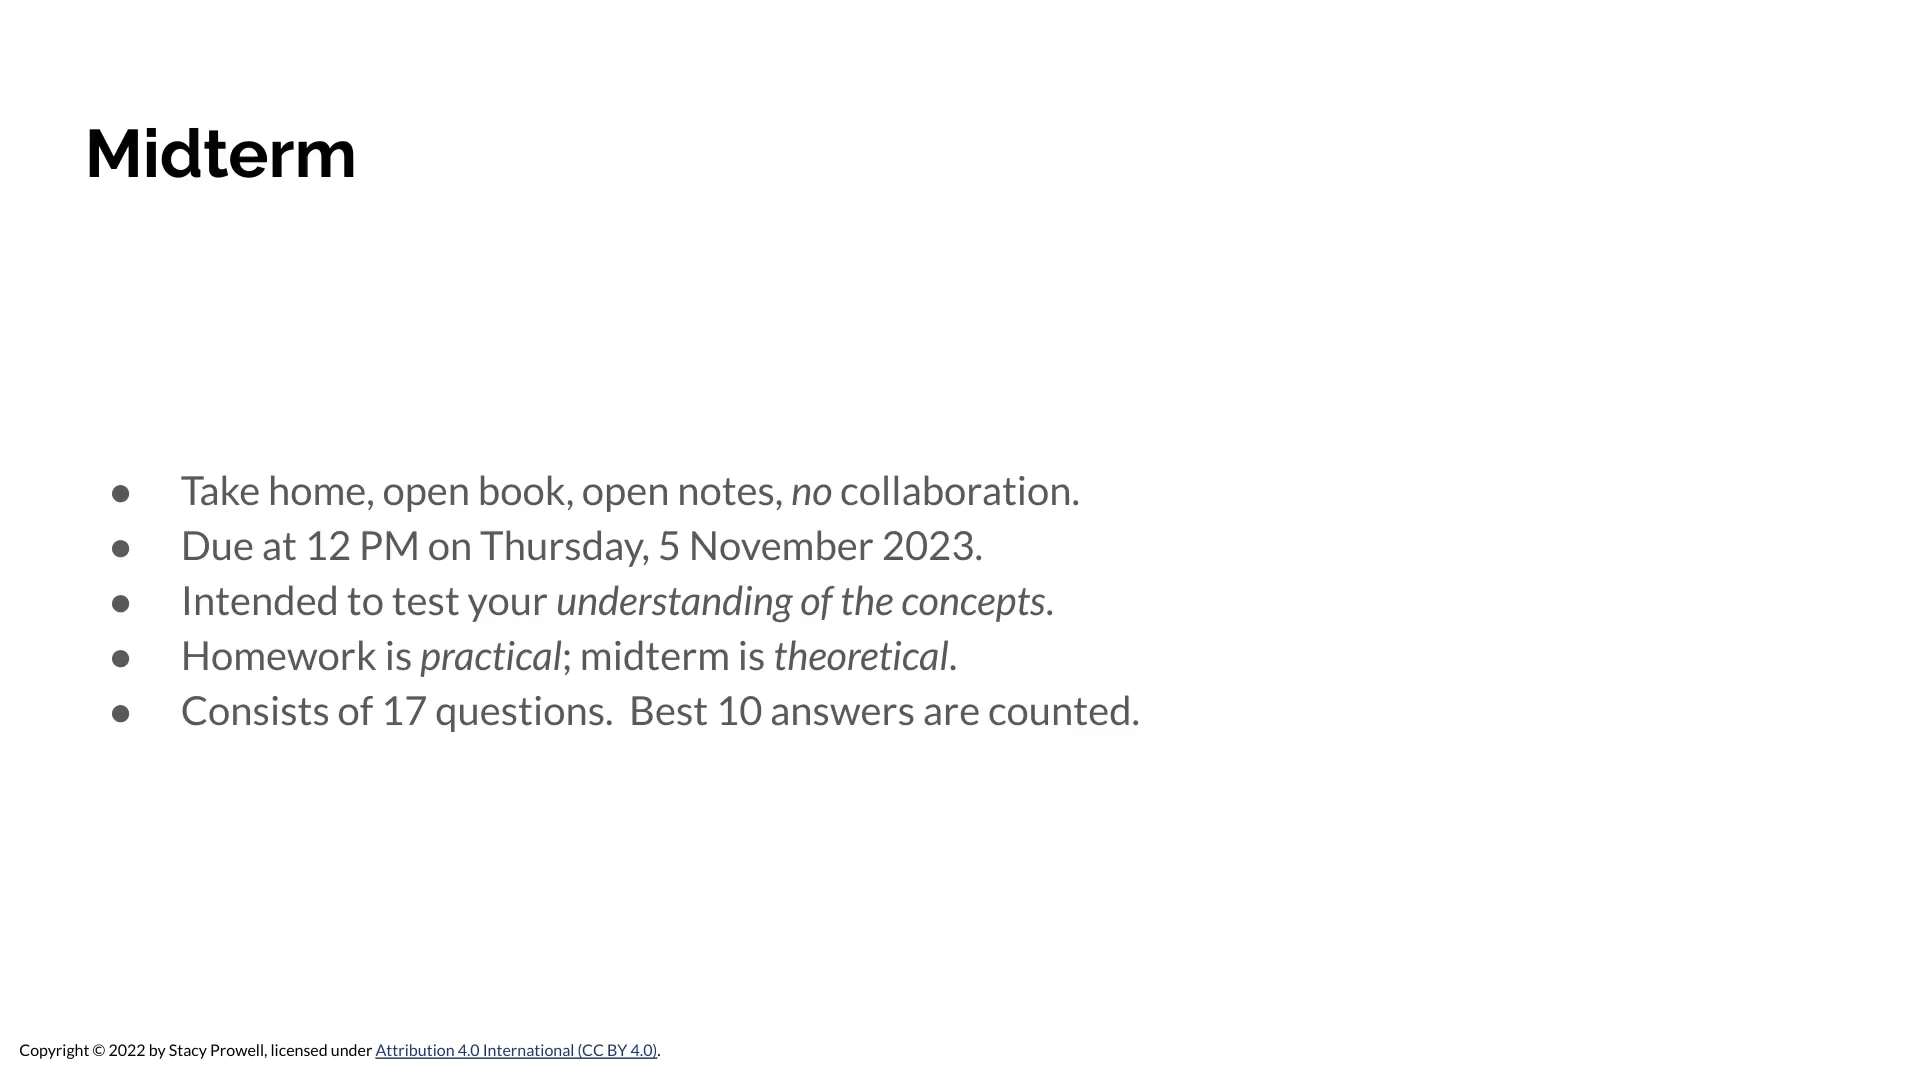 Midterm
● Take home, open book, open notes, no collaboration.
● Due at 12 PM on Thursday, 5 November 2023.
● Intended to test your understanding of the concepts.
● Homework is practical; midterm is theoretical.
● Consists of 17 questions.  Best 10 answers are counted.
Copyright © 2022 by Stacy Prowell, licensed under Attribution 4.0 International (CC BY 4.0).